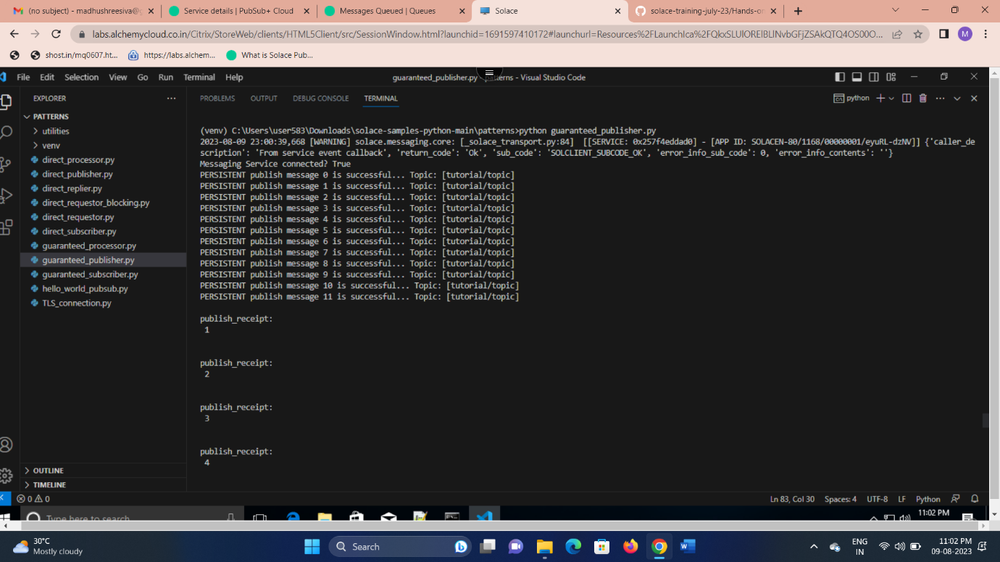 (no subject) - madhushreesiva@g
Service details | PubSub+ Cloud
Messages Queued | Queues
Solace
solace-training-july-23/Hands-on
labs.alchemycloud.co.in/Citrix/StoreWeb/clients/HTML5Client/src/SessionWindow.html?launchid=1691597410172#launchurl=Resources%2FLaunchIca%2F
M
shost.in/mq0607.ht...
https://labs.alchem...
What is Solace Pub...
File Edit Selection View Go Run Terminal Help
guaranteed_publisher.py - patterns - Visual Studio Code
EXPLORER
PROBLEMS OUTPUT DEBUG CONSOLE TERMINAL
python
PATTERNS
utilities
venv
direct_processor.py
direct_publisher.py
direct_replier.py
direct_requestor_blocking.py
direct_requestor.py
direct_subscriber.py
guaranteed_processor.py
guaranteed_publisher.py
guaranteed_subscriber.py
hello_world_pubsub.py
TLS_connection.py
OUTLINE
TIMELINE
(venv) C:\Users\user583\Downloads\solace-samples-python-main\patterns>python guaranteed_publisher.py
2023-08-09 23:00:39,668 [WARNING] solace.messaging.core: [_solace_transport.py:84]  [[SERVICE: 0x257f4eddad0] - [APP ID: SOLACEN-80/1168/00000001/eyuRL-dzNV]] {'caller_de
scription': 'From service event callback', 'return_code': 'Ok', 'sub_code': 'SOLCLIENT_SUBCODE_OK', 'error_info_sub_code': 0, 'error_info_contents': ''}
Messaging Service connected? True
PERSISTENT publish message 0 is successful... Topic: [tutorial/topic]
PERSISTENT publish message 1 is successful... Topic: [tutorial/topic]
PERSISTENT publish message 2 is successful... Topic: [tutorial/topic]
PERSISTENT publish message 3 is successful... Topic: [tutorial/topic]
PERSISTENT publish message 4 is successful... Topic: [tutorial/topic]
PERSISTENT publish message 5 is successful... Topic: [tutorial/topic]
PERSISTENT publish message 6 is successful... Topic: [tutorial/topic]
PERSISTENT publish message 7 is successful... Topic: [tutorial/topic]
PERSISTENT publish message 8 is successful... Topic: [tutorial/topic]
PERSISTENT publish message 9 is successful... Topic: [tutorial/topic]
PERSISTENT publish message 10 is successful... Topic: [tutorial/topic]
PERSISTENT publish message 11 is successful... Topic: [tutorial/topic]
publish_receipt:
1
publish_receipt:
2
publish_receipt:
3
publish_receipt:
4
0 0
Ln 83, Col 30 Spaces: 4 UTF-8 LF Python
Type here to search
11:02 PM
30°C
Mostly cloudy
Search
ENG
IN
11:02 PM
09-08-2023